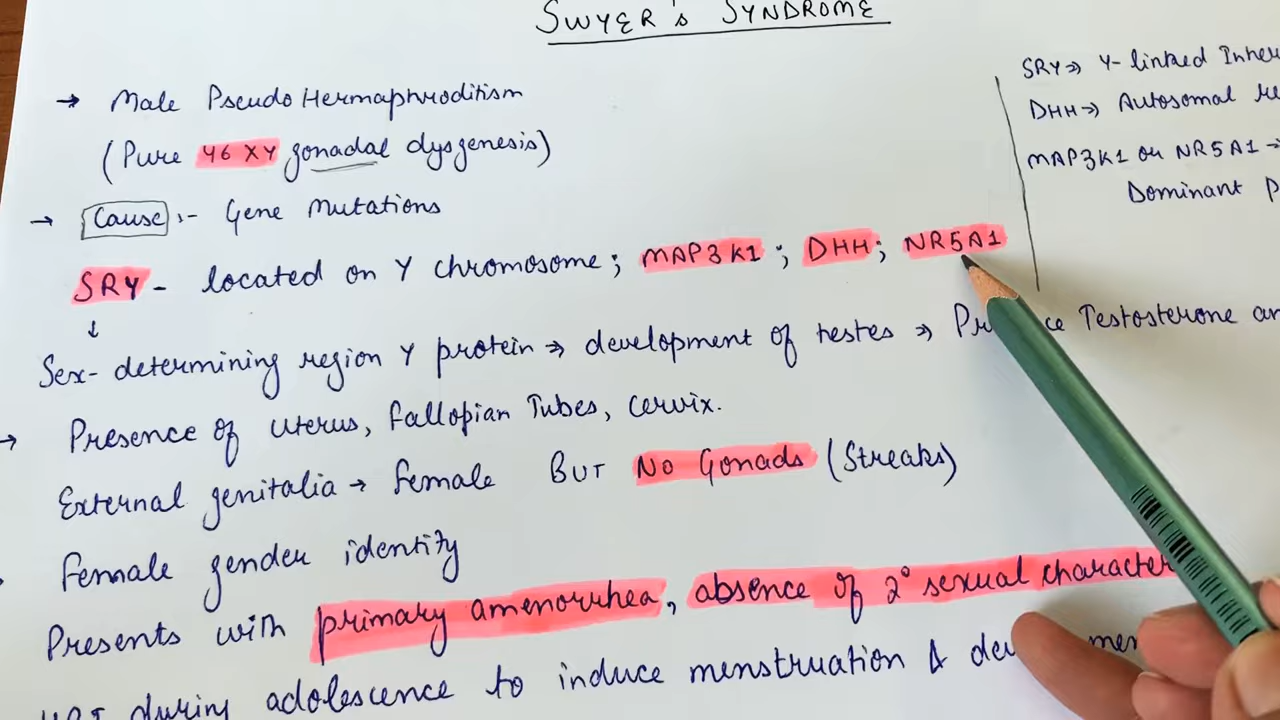 SWYER's SYNDROME
→ Male Pseudo Hermaphroditism
(Pure 46 XY gonadal dysgenesis)
→ Cause :- Gene Mutations
SRY - located on Y chromosome; MAP3K1; DHH; NR5A1
↓
Sex-determining region Y protein ⇒ development of testes ⇒ Testosterone
→ Presence of uterus, fallopian Tubes, cervix.
External genitalia → female BUT No Gonads (Streaks)
female gender identity
Presents with primary amenorrhea, absence of 2° sexual character
during adolescence to induce menstruation &
SRY ⇒ Y-linked
DHH ⇒ Autosomal
MAP3K1 or NR5A1 →
Dominant